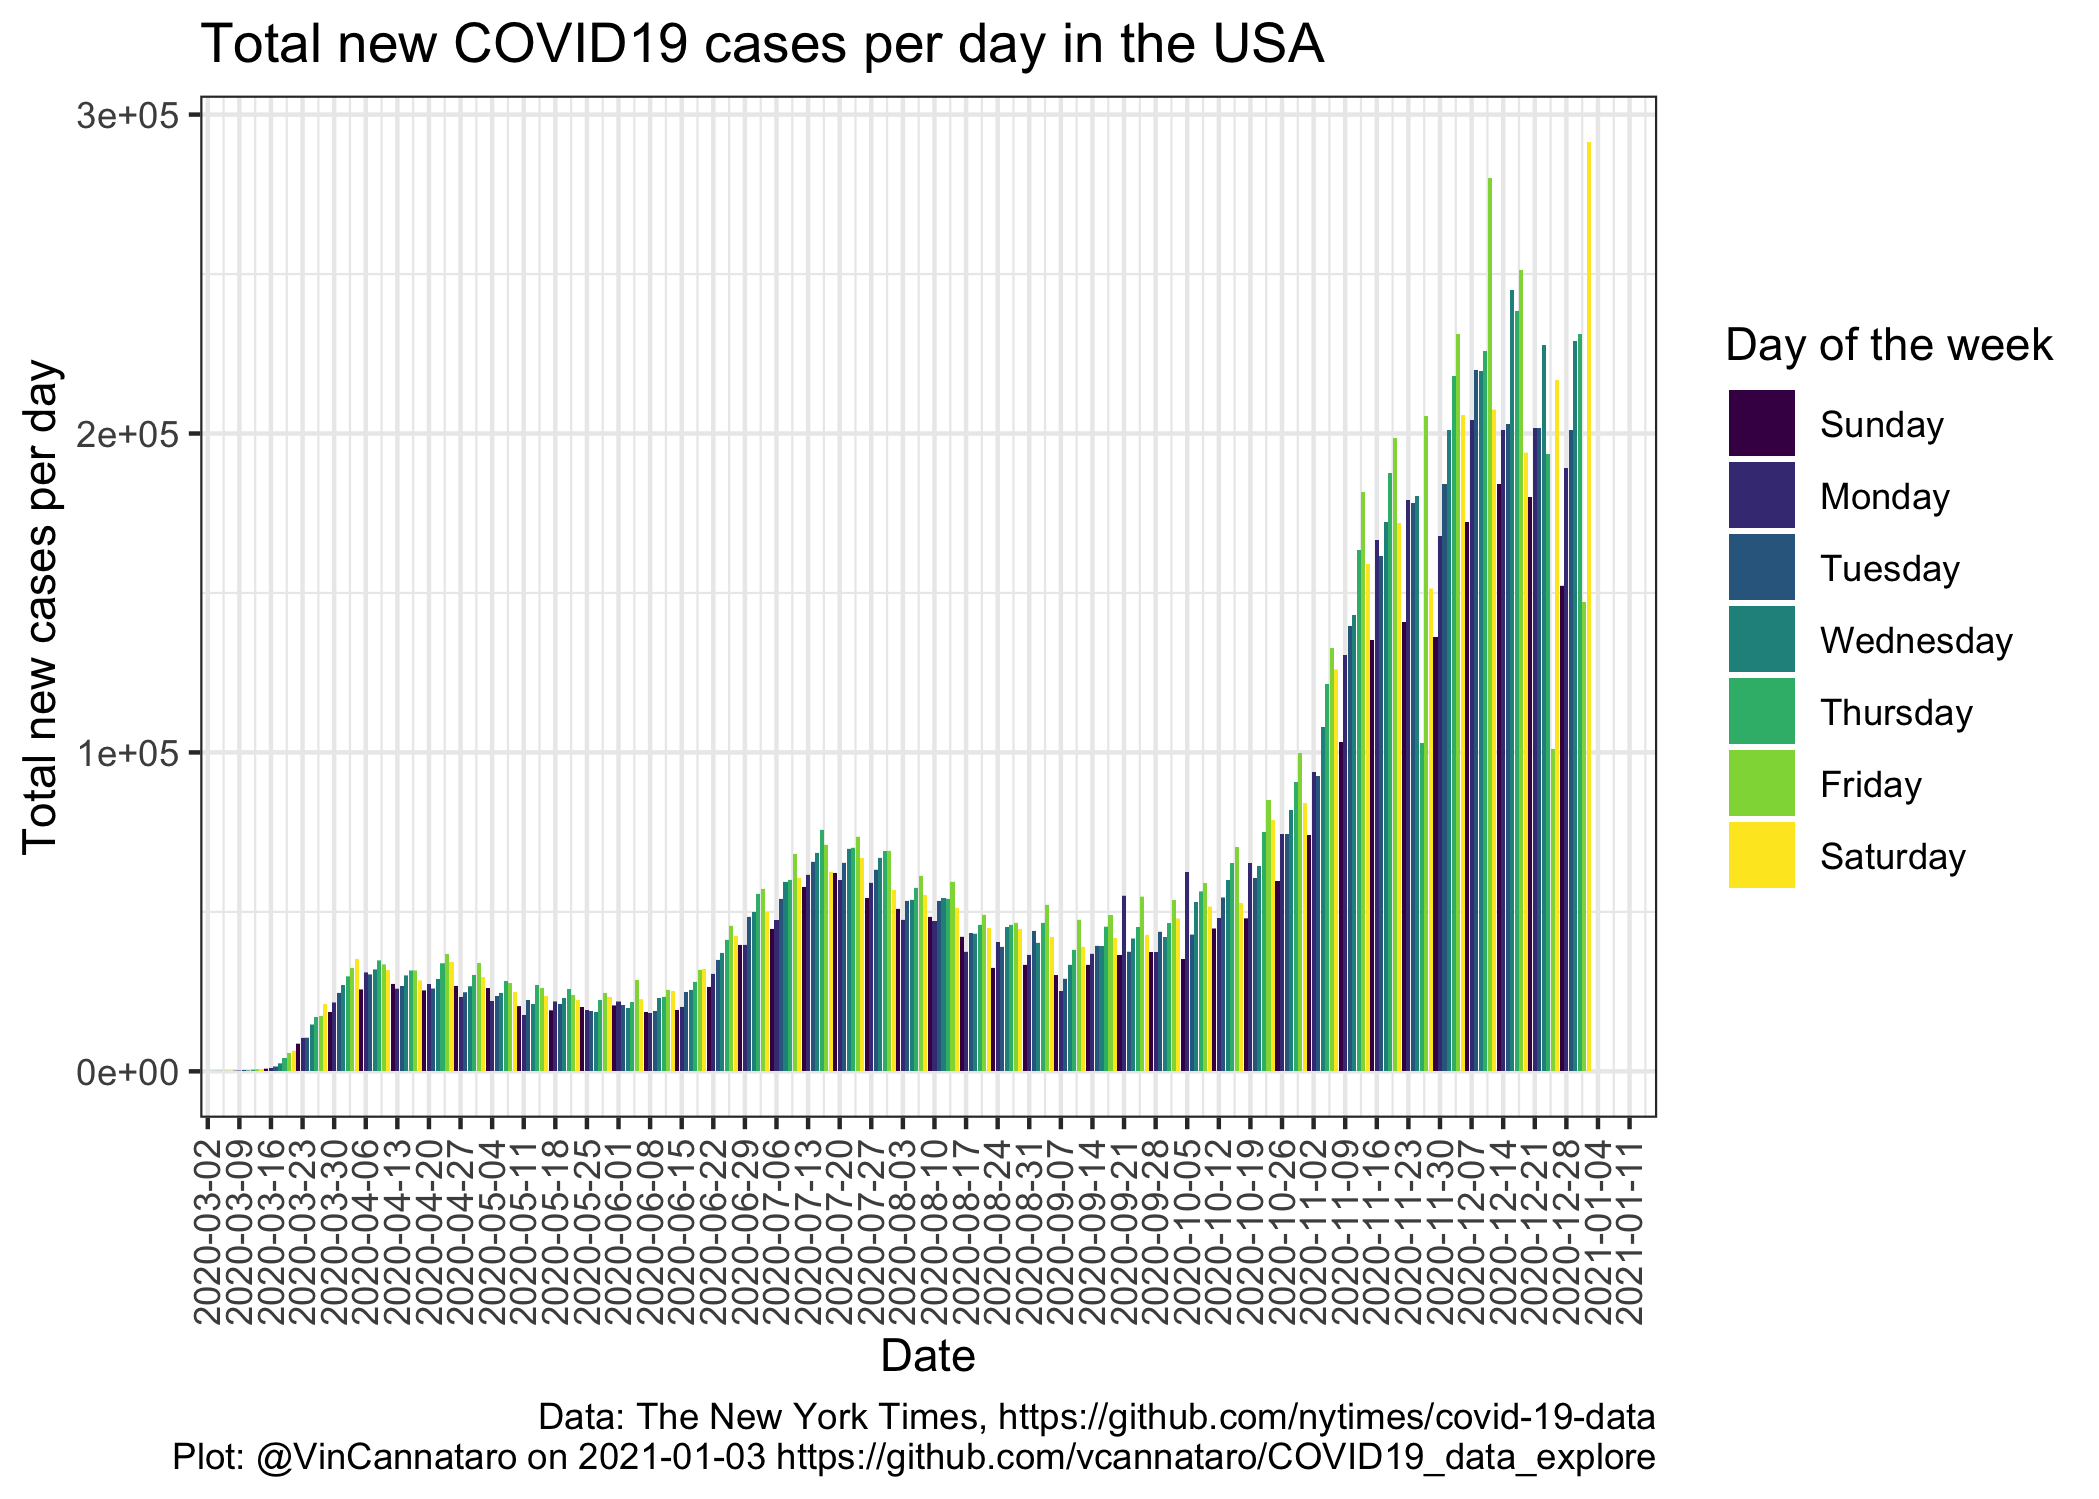 Total new COVID19 cases per day in the USA
Total new cases per day
3e+05
2e+05
1e+05
0e+00
2020-03-02
2020-03-09
2020-03-16
2020-03-23
2020-03-30
2020-04-06
2020-04-13
2020-04-20
2020-04-27
2020-05-04
2020-05-11
2020-05-18
2020-05-25
2020-06-01
2020-06-08
2020-06-15
2020-06-22
2020-06-29
2020-07-06
2020-07-13
2020-07-20
2020-07-27
2020-08-03
2020-08-10
2020-08-17
2020-08-24
2020-08-31
2020-09-07
2020-09-14
2020-09-21
2020-09-28
2020-10-05
2020-10-12
2020-10-19
2020-10-26
2020-11-02
2020-11-09
2020-11-16
2020-11-23
2020-11-30
2020-12-07
2020-12-14
2020-12-21
2020-12-28
2021-01-04
2021-01-11
Date
Day of the week
Sunday
Monday
Tuesday
Wednesday
Thursday
Friday
Saturday
Data: The New York Times, https://github.com/nytimes/covid-19-data
Plot: @VinCannataro on 2021-01-03 https://github.com/vcannataro/COVID19_data_explore